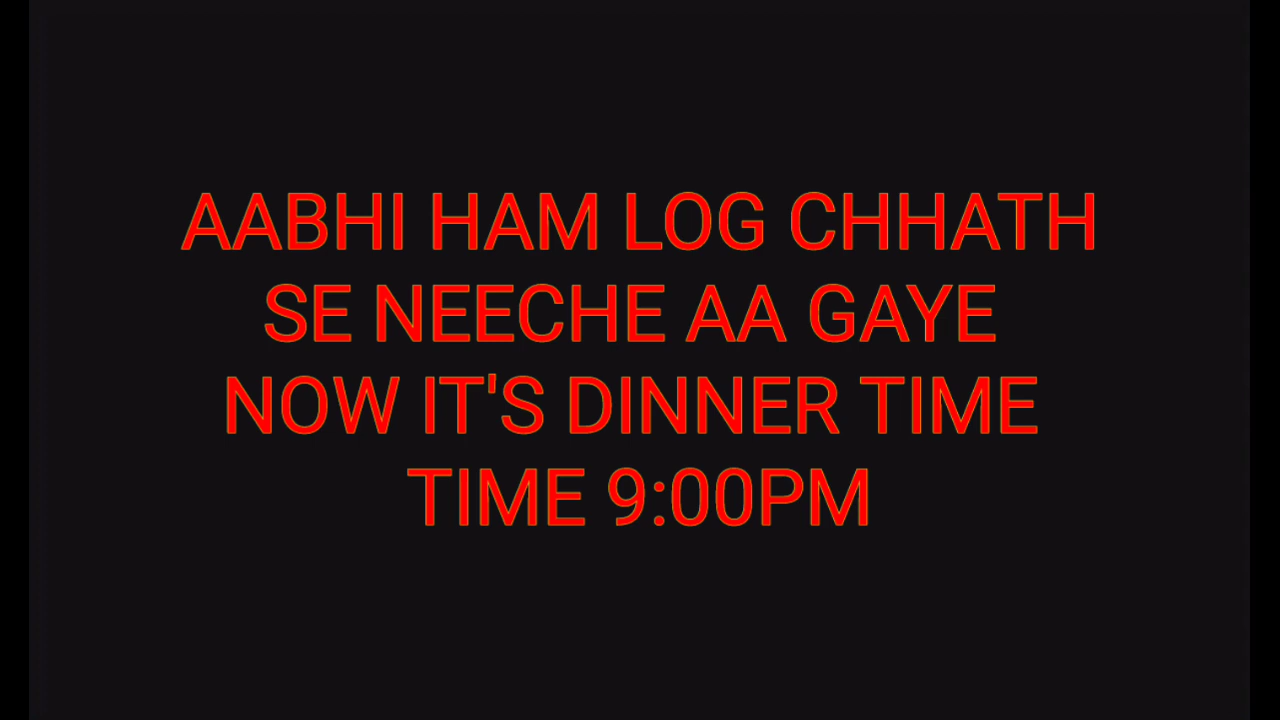 AABHI HAM LOG CHHATH
SE NEECHE AA GAYE
NOW IT'S DINNER TIME
TIME 9:00PM